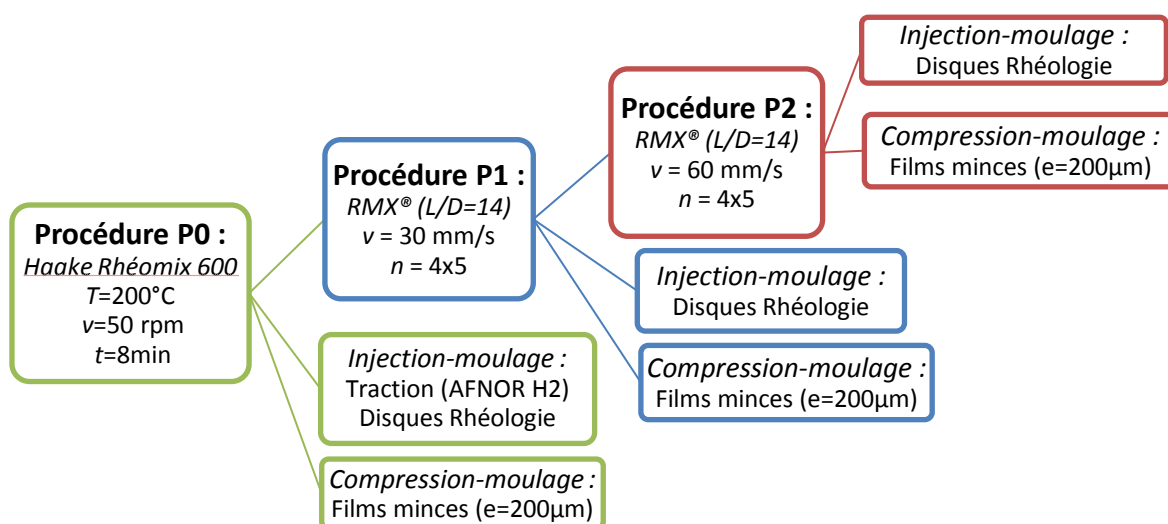 Procédure P0 :
Haake Rhéomix 600
T=200°C
v=50 rpm
t=8min
Procédure P1 :
RMX® (L/D=14)
v = 30 mm/s
n = 4x5
Procédure P2 :
RMX® (L/D=14)
v = 60 mm/s
n = 4x5
Injection-moulage :
Disques Rhéologie
Compression-moulage :
Films minces (e=200µm)
Injection-moulage :
Disques Rhéologie
Compression-moulage :
Films minces (e=200µm)
Injection-moulage :
Traction (AFNOR H2)
Disques Rhéologie
Compression-moulage :
Films minces (e=200µm)